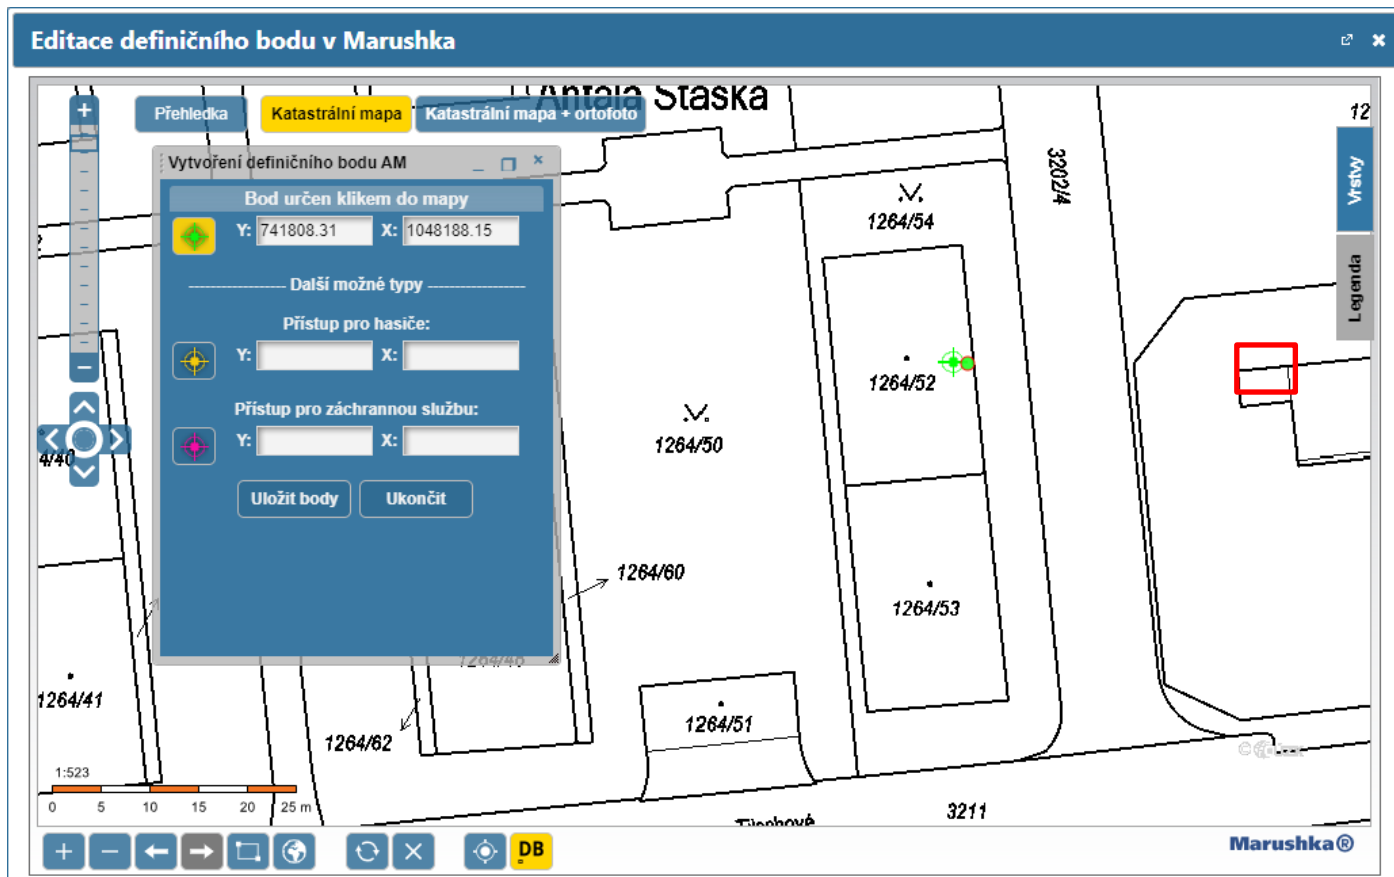 Editace definičního bodu v Marushka
Antala Staška
Přehledka
Katastrální mapa
Katastrální mapa + ortofoto
12
Vytvoření definičního bodu AM
Bod určen klikem do mapy
Y: 741808.31 X: 1048188.15
Další možné typy
Přístup pro hasiče:
Y: X:
Přístup pro záchrannou službu:
Y: X:
Uložit body
Ukončit
Vrstvy
Legenda
3202/4
1264/54
1264/52
1264/50
4/40
1264/60
1264/53
1264/41
1264/62
1264/51
3211
1:523
0 5 10 15 20 25 m
DB
Marushka®